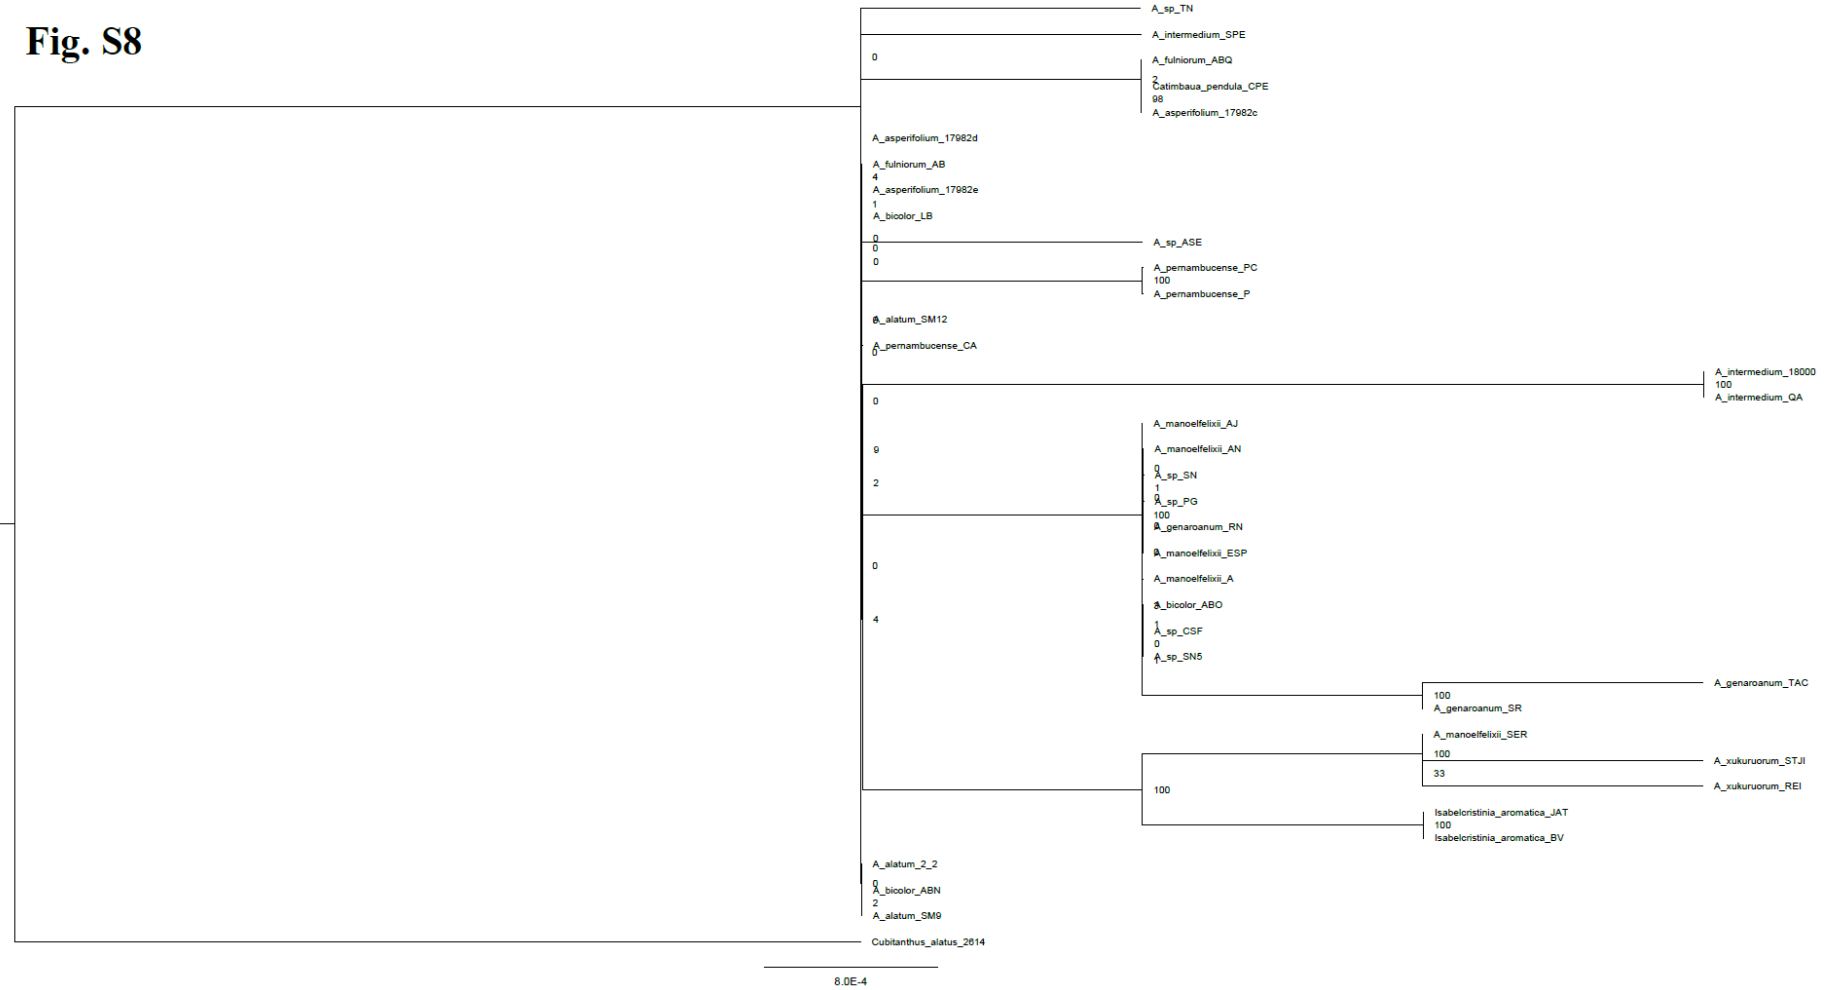 Fig. S8
A_sp_TN
A_intermedium_SPE
0
A_fulniorum_ABQ
2
Catimbaua_pendula_CPE
98
A_asperifolium_17982c
A_asperifolium_17982d
A_fulniorum_AB
4
A_asperifolium_17982e
1
A_bicolor_LB
0
A_sp_ASE
0
0
A_pernambucense_PC
100
A_pernambucense_P
A_alatum_SM12
A_pernambucense_CA
0
A_intermedium_18000
100
A_intermedium_QA
0
A_manoelfelixii_AJ
9
A_manoelfelixii_AN
0
A_sp_SN
2
1
A_sp_PG
100
A_genaroanum_RN
A_manoelfelixii_ESP
0
A_manoelfelixii_A
A_bicolor_ABO
4
1
A_sp_CSF
0
A_sp_SN5
A_genaroanum_TAC
100
A_genaroanum_SR
A_manoelfelixii_SER
100
A_xukuruorum_STJI
33
A_xukuruorum_REI
100
Isabelcristinia_aromatica_JAT
100
Isabelcristinia_aromatica_BV
A_alatum_2_2
0
A_bicolor_ABN
2
A_alatum_SM9
Cubitanthus_alatus_2614
8.0E-4